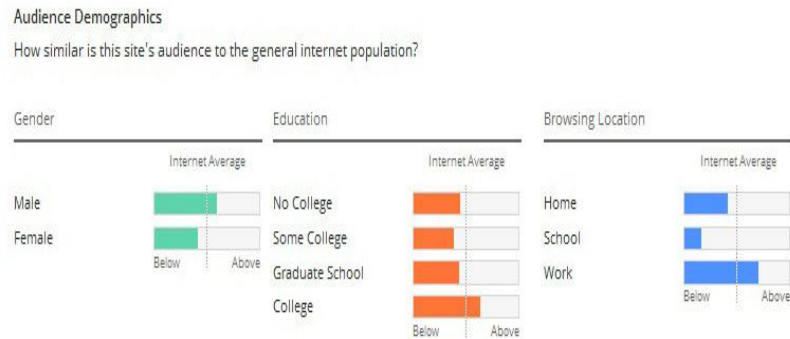 Audience Demographics
How similar is this site's audience to the general internet population?
Gender
Internet Average
Male
Female
Below Above
Education
Internet Average
No College
Some College
Graduate School
College
Below Above
Browsing Location
Internet Average
Home
School
Work
Below Above